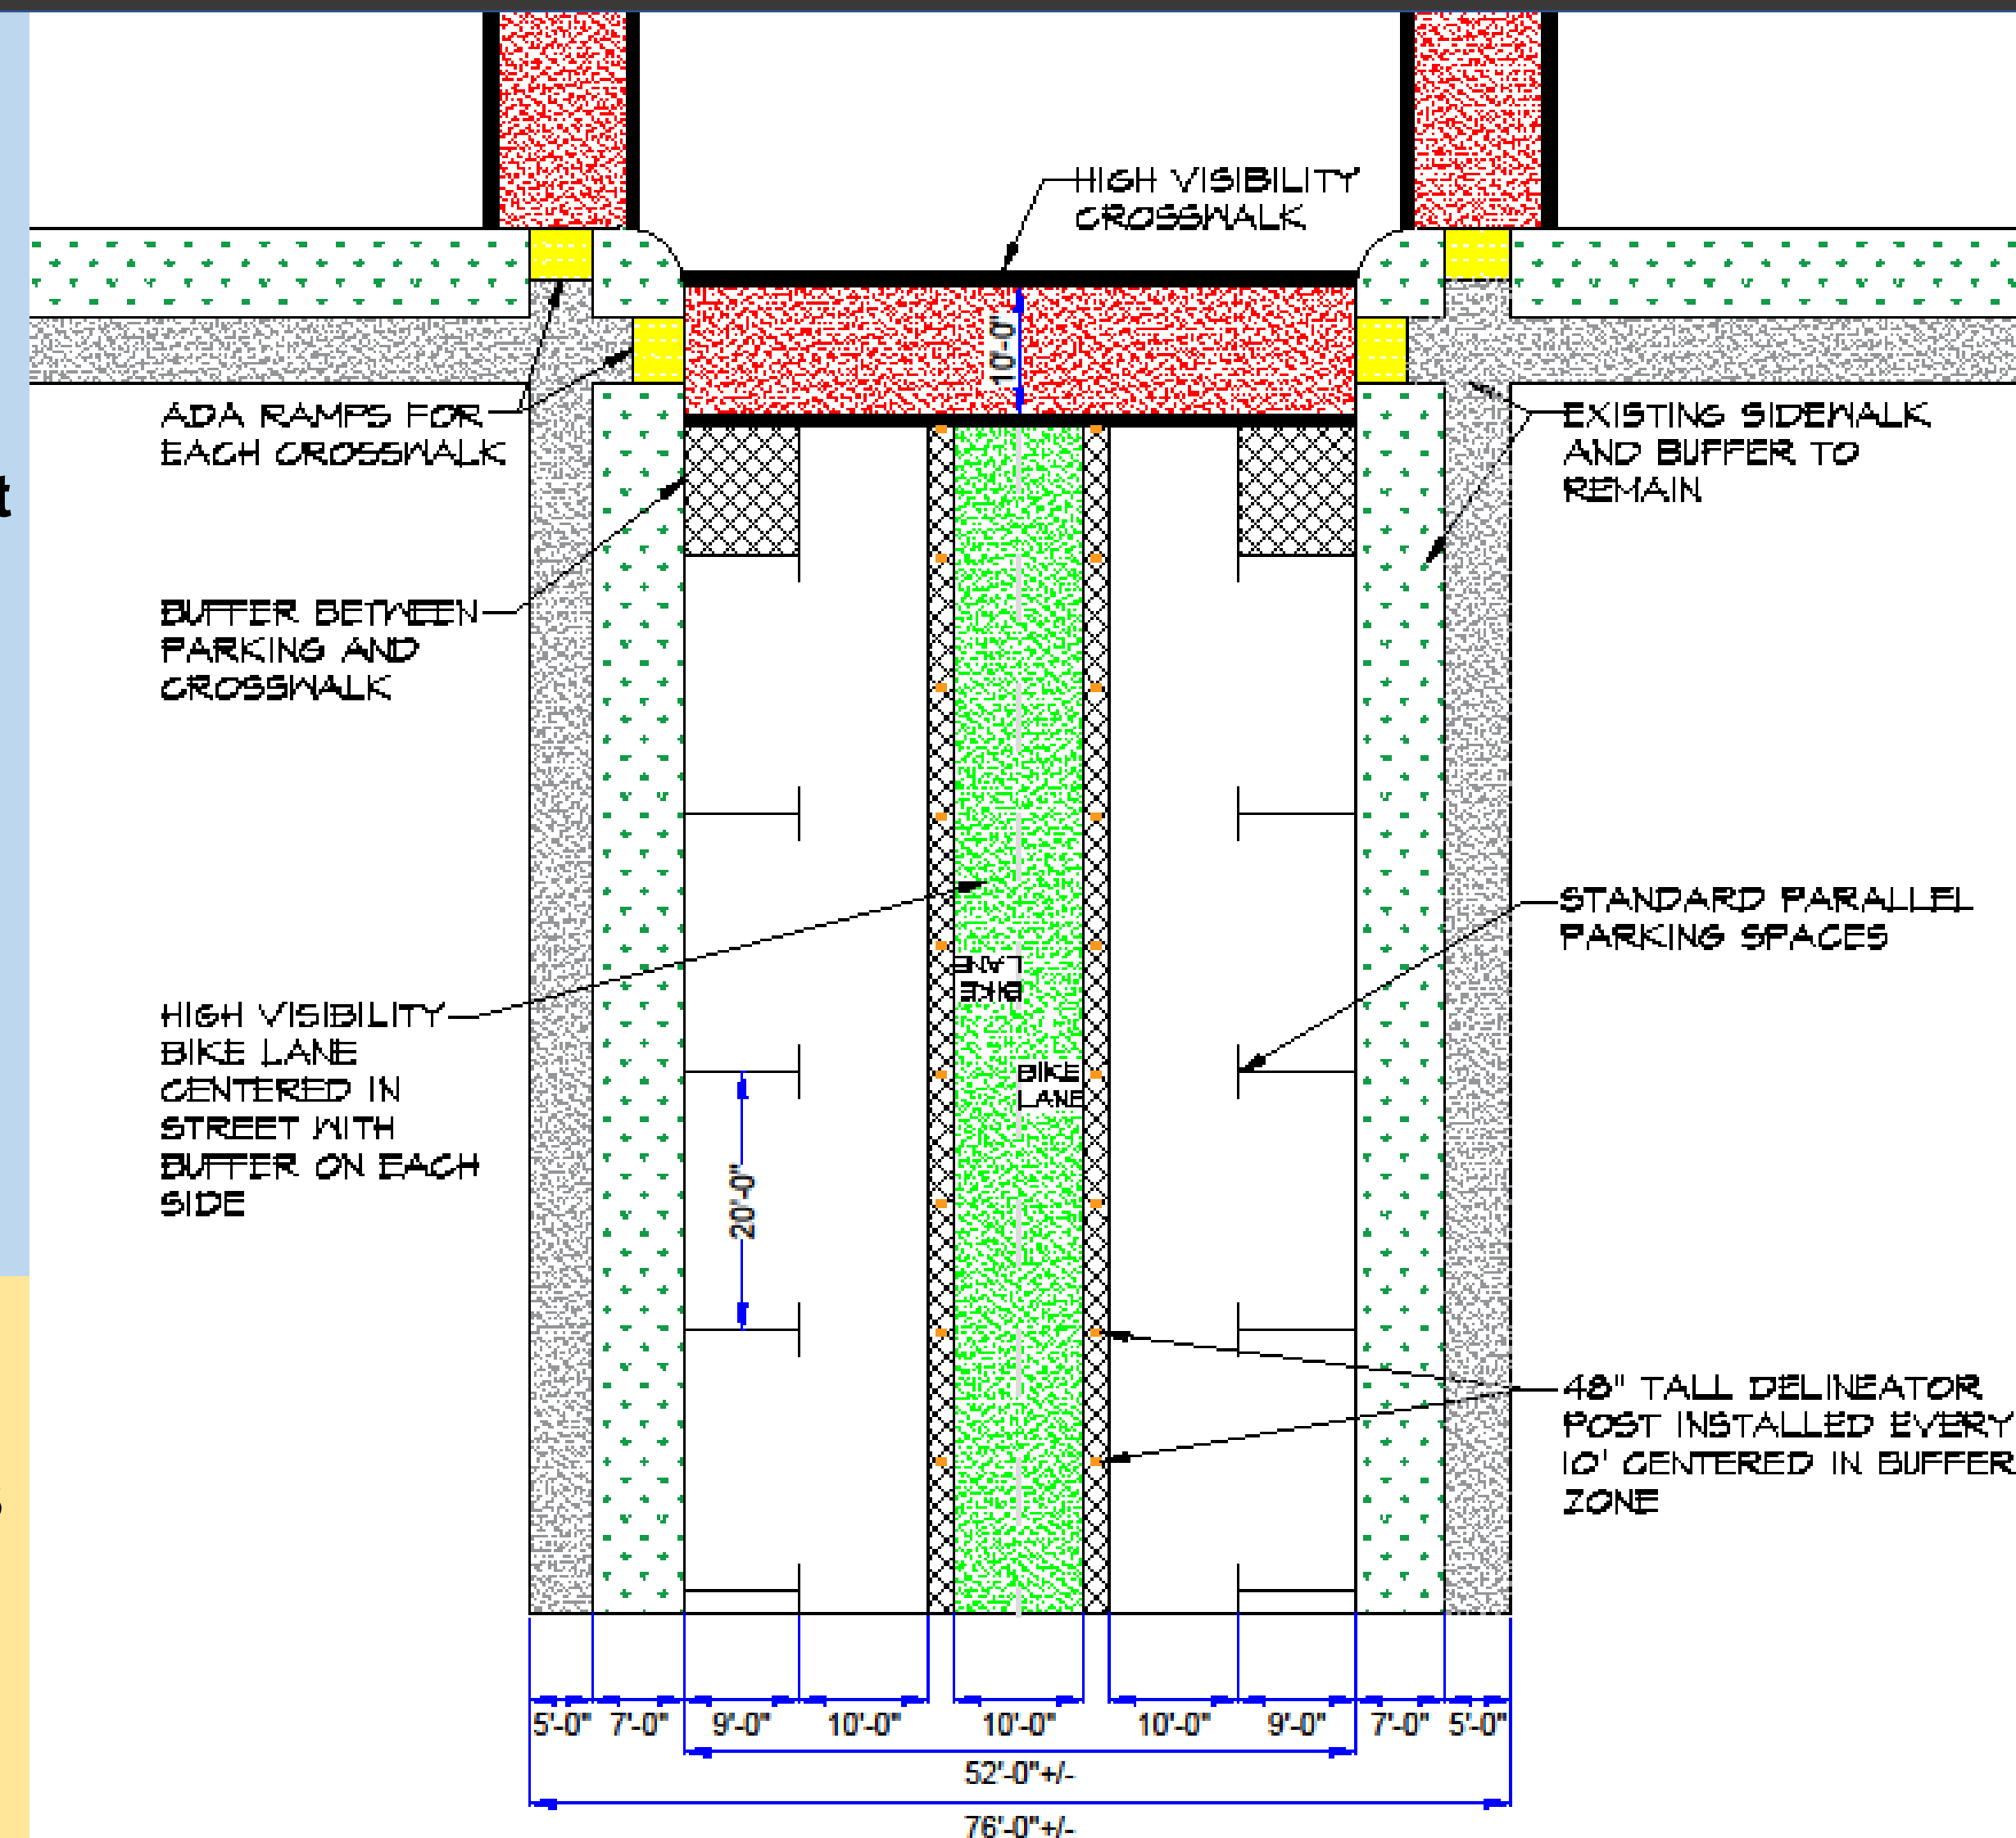 HIGH VISIBILITY
CROSSWALK
10'-0"
ADA RAMPS FOR
EACH CROSSWALK
EXISTING SIDEWALK
AND BUFFER TO
REMAIN
t
BUFFER BETWEEN
PARKING AND
CROSSWALK
STANDARD PARALLEL
PARKING SPACES
BIKE
LANE
HIGH VISIBILITY
BIKE LANE
CENTERED IN
STREET WITH
BUFFER ON EACH
SIDE
BIKE
LANE
20'-0"
48" TALL DELINEATOR
POST INSTALLED EVERY
10' CENTERED IN BUFFER
ZONE
5'-0" 7'-0" 9'-0" 10'-0" 10'-0" 10'-0" 9'-0" 7'-0" 5'-0"
52'-0"+/-
76'-0"+/-